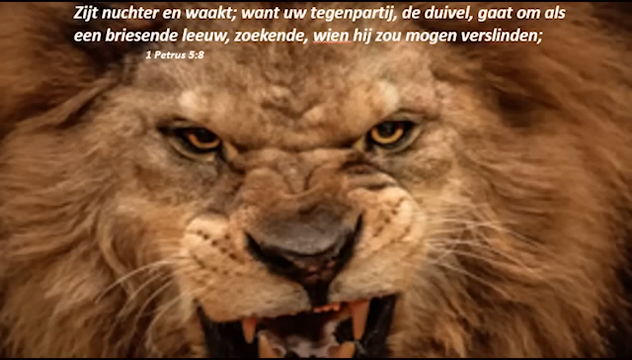 Zijt nuchter en waakt; want uw tegenpartij, de duivel, gaat om als
een briesende leeuw, zoekende, wien hij zou mogen verslinden;
1 Petrus 5:8